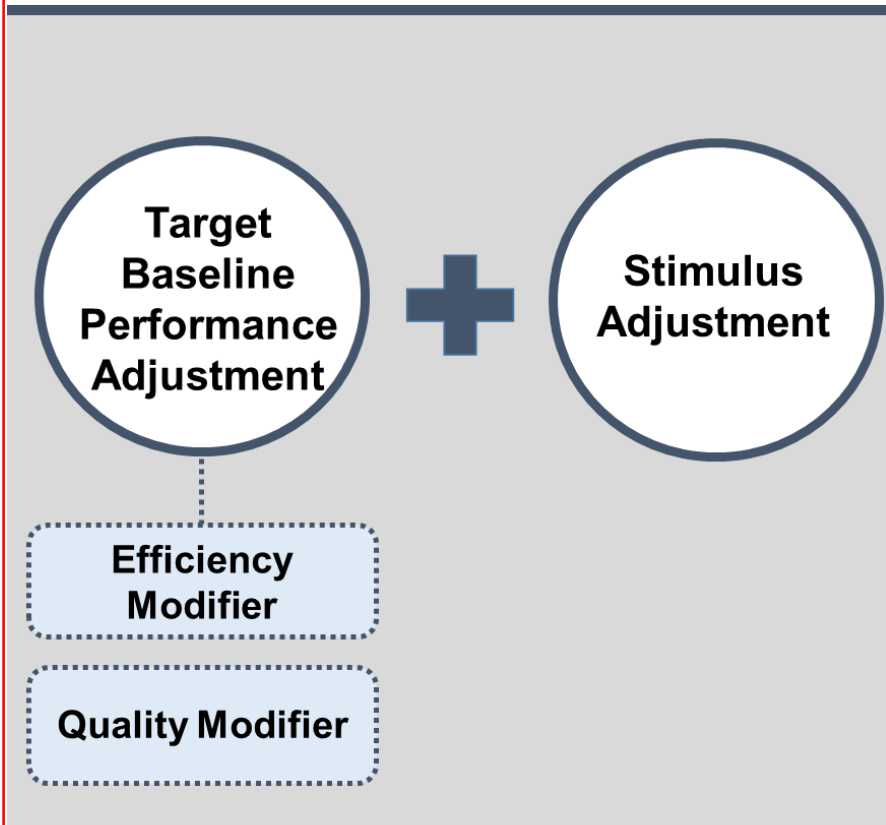 Target
Baseline
Performance
Adjustment
Stimulus
Adjustment
Efficiency
Modifier
Quality Modifier